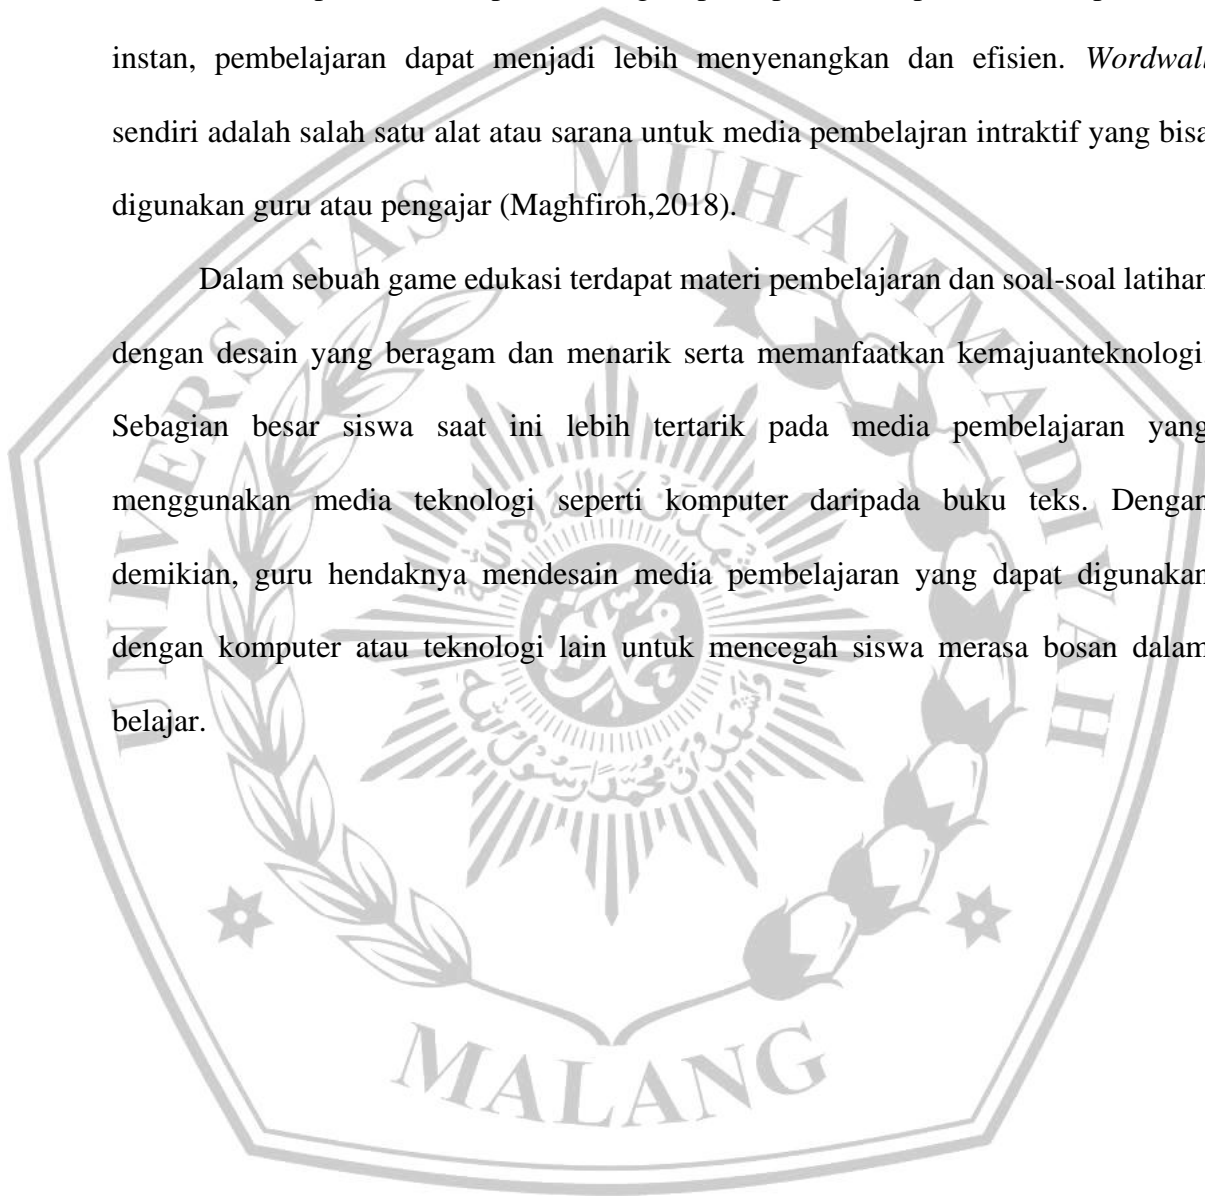 instan, pembelajaran dapat menjadi lebih menyenangkan dan efisien. Wordwall
sendiri adalah salah satu alat atau sarana untuk media pembelajran intraktif yang bisa
digunakan guru atau pengajar (Maghfiroh,2018).
Dalam sebuah game edukasi terdapat materi pembelajaran dan soal-soal latihan
dengan desain yang beragam dan menarik serta memanfaatkan kemajuanteknologi.
Sebagian besar siswa saat ini lebih tertarik pada media pembelajaran yang
menggunakan media teknologi seperti komputer daripada buku teks. Dengan
demikian, guru hendaknya mendesain media pembelajaran yang dapat digunakan
dengan komputer atau teknologi lain untuk mencegah siswa merasa bosan dalam
belajar.
UNIVERSITAS MUHAMMADIYAH
MALANG